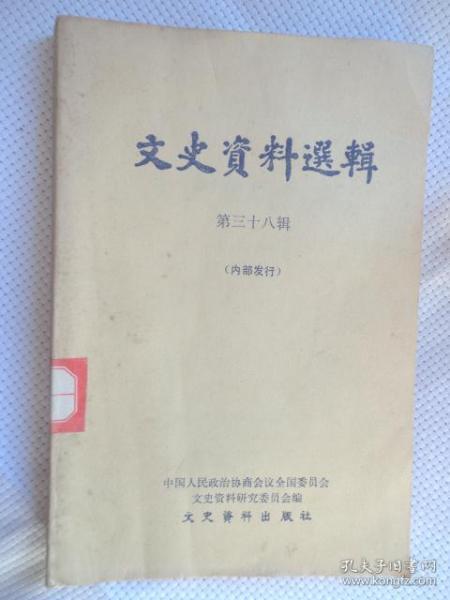 文史資料選輯
第三十八辑
（内部发行）
中国人民政治协商会议全国委员会
文史资料研究委员会编
文史资料出版社
孔夫子旧书网
www.kongfz.com